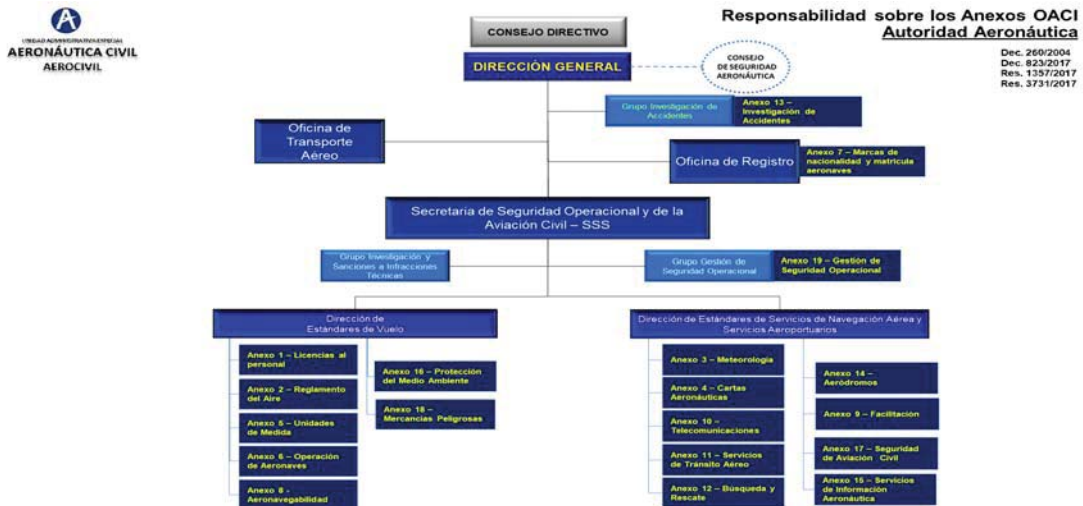 UNIDAD ADMINISTRATIVA ESPECIAL
AERONÁUTICA CIVIL
AEROCIVIL
Responsabilidad sobre los Anexos OACI
Autoridad Aeronáutica
Dec. 260/2004
Dec. 823/2017
Res. 1357/2017
Res. 3731/2017
CONSEJO DIRECTIVO
DIRECCIÓN GENERAL
CONSEJO
DE SEGURIDAD
AERONÁUTICA
Grupo Investigación de
Accidentes
Anexo 13 –
Investigación de
Accidentes
Oficina de
Transporte
Aéreo
Oficina de Registro
Anexo 7 – Marcas de
nacionalidad y matricula
aeronaves
Secretaría de Seguridad Operacional y de la
Aviación Civil – SSS
Grupo Investigación y
Sanciones a Infracciones
Técnicas
Grupo Gestión de
Seguridad Operacional
Anexo 19 – Gestión de
Seguridad Operacional
Dirección de
Estándares de Vuelo
Anexo 1 – Licencias al
personal
Anexo 2 – Reglamento
del Aire
Anexo 5 – Unidades
de Medida
Anexo 6 – Operación
de Aeronaves
Anexo 8 -
Aeronavegabilidad
Anexo 16 – Protección
del Medio Ambiente
Anexo 18 –
Mercancías Peligrosas
Dirección de Estándares de Servicios de Navegación Aérea y
Servicios Aeroportuarios
Anexo 3 – Meteorología
Anexo 4 – Cartas
Aeronáuticas
Anexo 10 –
Telecomunicaciones
Anexo 11 – Servicios
de Tránsito Aéreo
Anexo 12 – Búsqueda y
Rescate
Anexo 14 –
Aeródromos
Anexo 9 – Facilitación
Anexo 17 – Seguridad
de Aviación Civil
Anexo 15 – Servicios
de Información
Aeronáutica